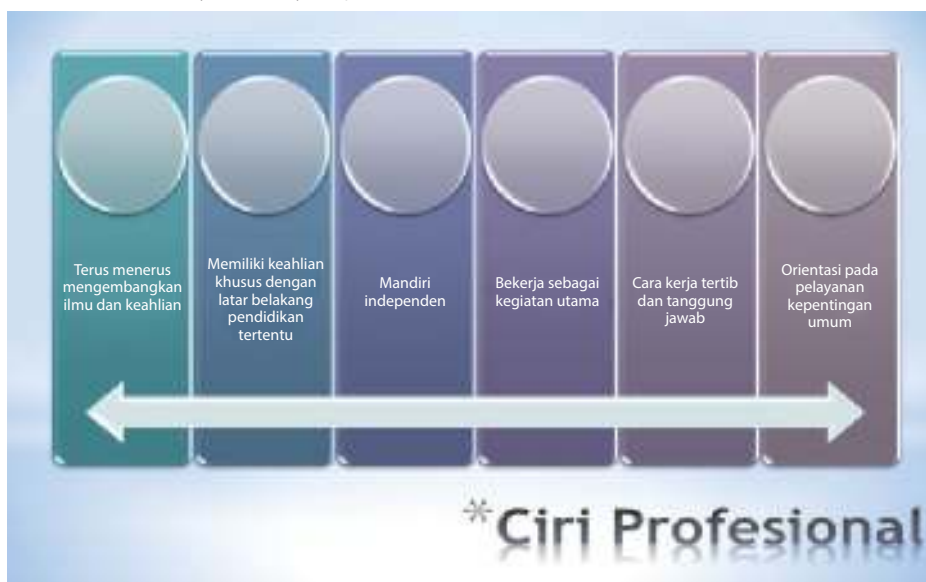 Terus menerus
mengembangkan
ilmu dan keahlian
Memiliki keahlian
khusus dengan
latar belakang
pendidikan
tertentu
Mandiri
independen
Bekerja sebagai
kegiatan utama
Cara kerja tertib
dan tanggung
jawab
Orientasi pada
pelayanan
kepentingan
umum
*Ciri Profesional